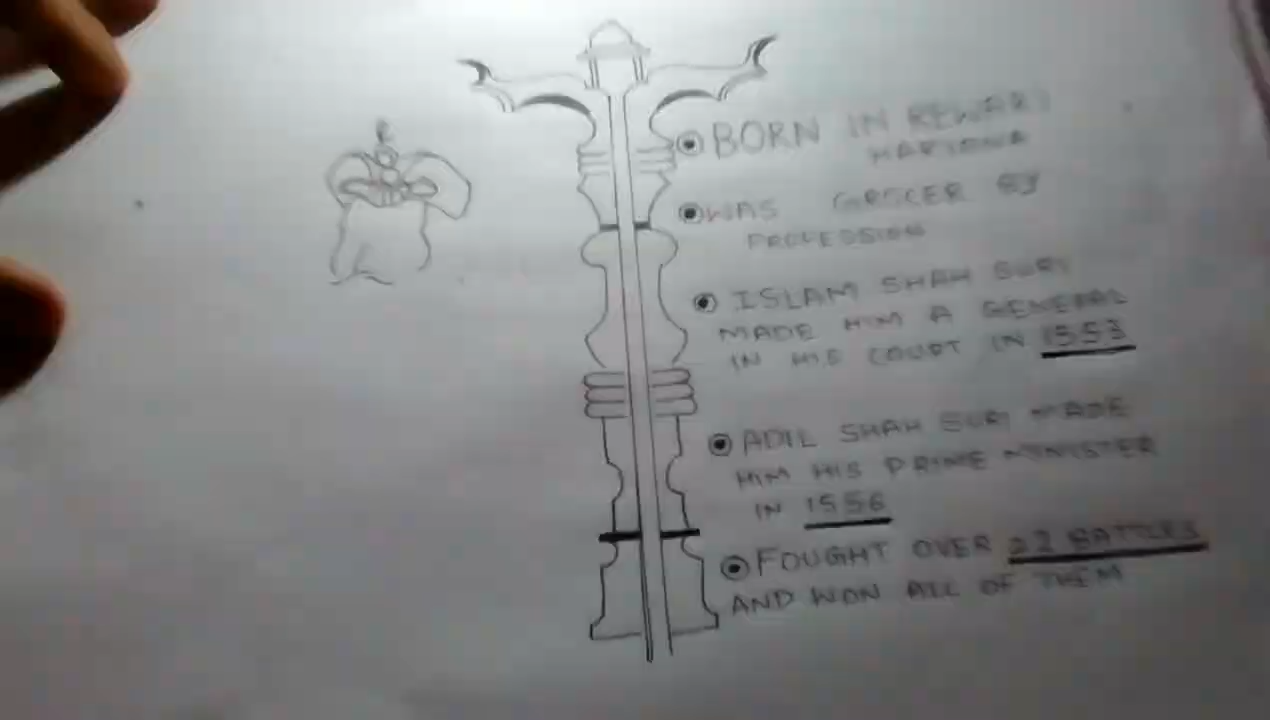 BORN IN REWARI
HARYANA
WAS GROCER BY
PROFESSION
ISLAM SHAH SURI
MADE HIM A GENERAL
IN HIS COURT IN 1553
ADIL SHAH SURI MADE
HIM HIS PRIME MINISTER
IN 1556
FOUGHT OVER 22 BATTLES
AND WON ALL OF THEM